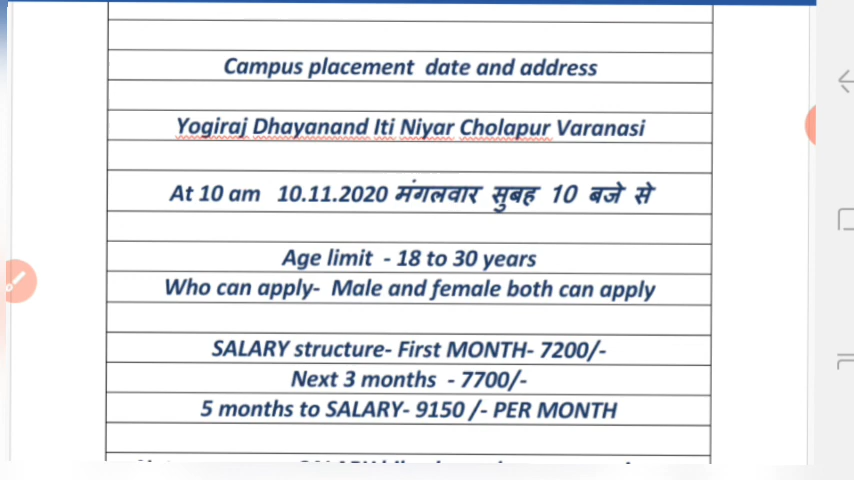 Campus placement date and address
Yogiraj Dhayanand Iti Niyar Cholapur Varanasi
At 10 am 10.11.2020 मंगलवार सुबह 10 बजे से
Age limit - 18 to 30 years
Who can apply- Male and female both can apply
SALARY structure- First MONTH- 7200/-
Next 3 months - 7700/-
5 months to SALARY- 9150 /- PER MONTH